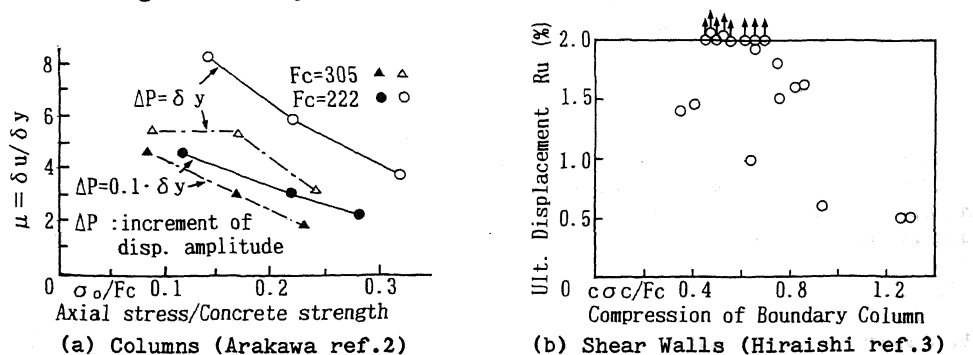 8
6
4
2
0
μ=δu/δy
Fc=305 ▲ △
Fc=222 ● ○
ΔP=δy
ΔP=0.1·δy
ΔP :increment of
disp. amplitude
σo/Fc 0.1 0.2 0.3
Axial stress/Concrete strength
(a) Columns (Arakawa ref.2)
Ult. Displacement Ru (%)
2.0
1.5
1.0
0.5
0
cσc/Fc 0.4 0.8 1.2
Compression of Boundary Column
(b) Shear Walls (Hiraishi ref.3)